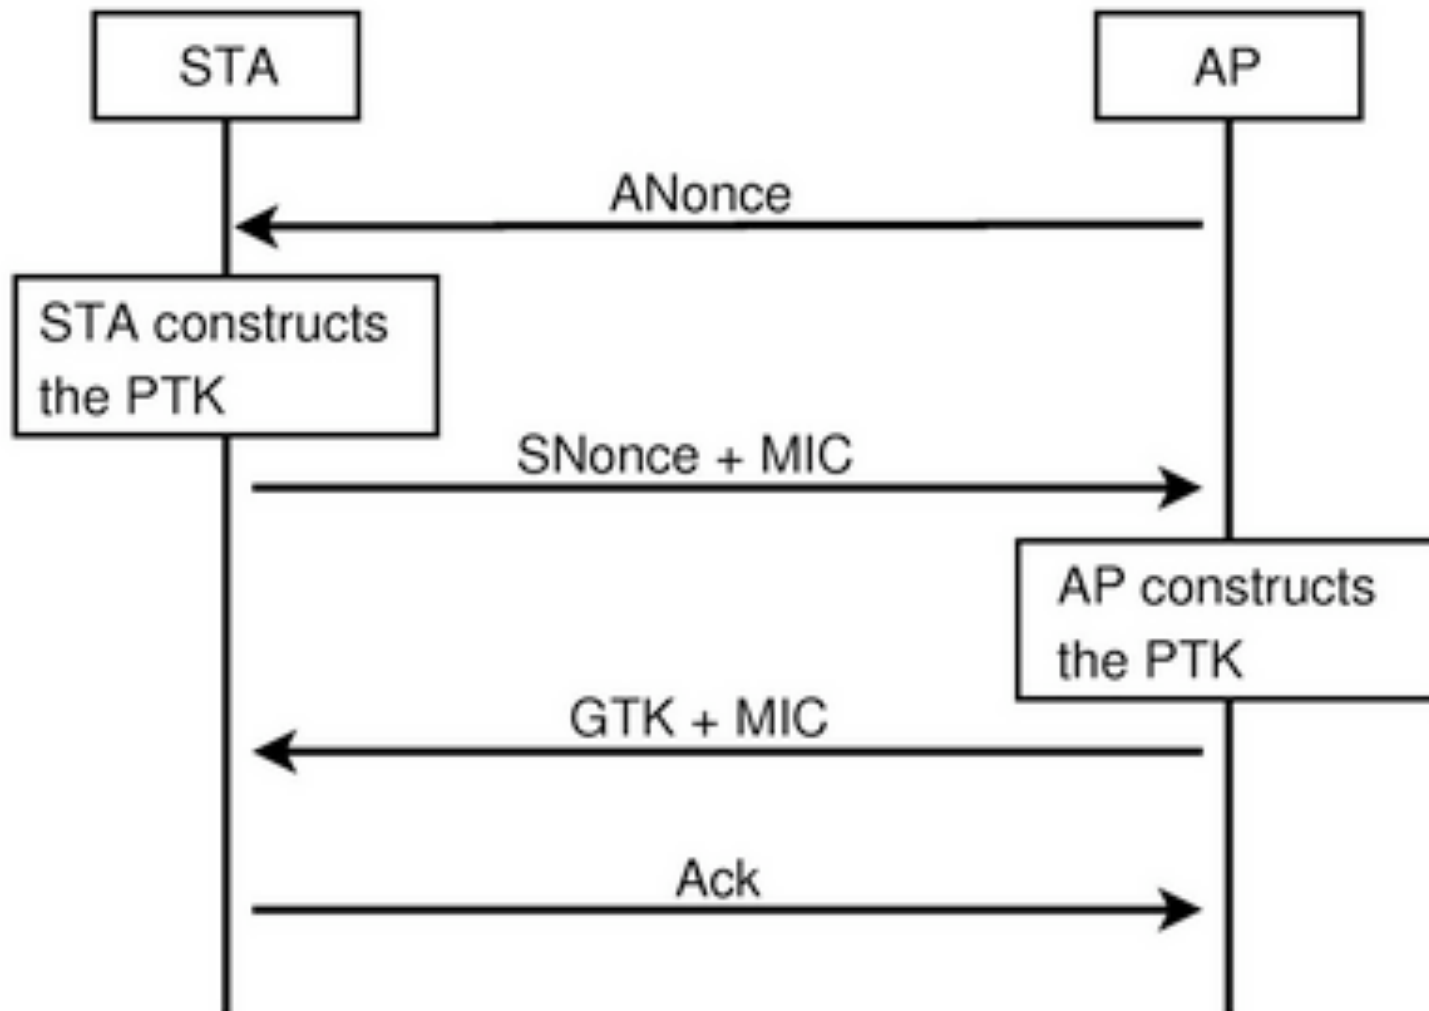 STA
AP
ANonce
STA constructs
the PTK
SNonce + MIC
AP constructs
the PTK
GTK + MIC
Ack